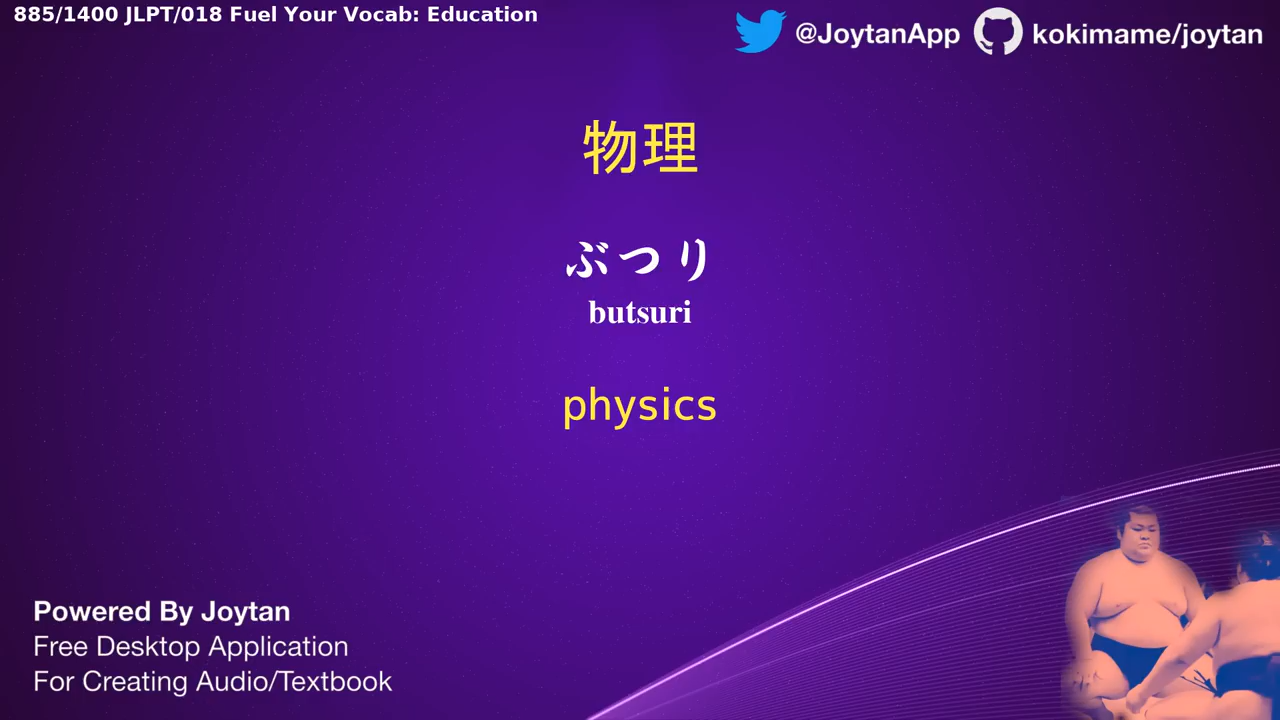 885/1400 JLPT/018 Fuel Your Vocab: Education
@JoytanApp kokimame/joytan
物理
ぶつり
butsuri
physics
Powered By Joytan
Free Desktop Application
For Creating Audio/Textbook